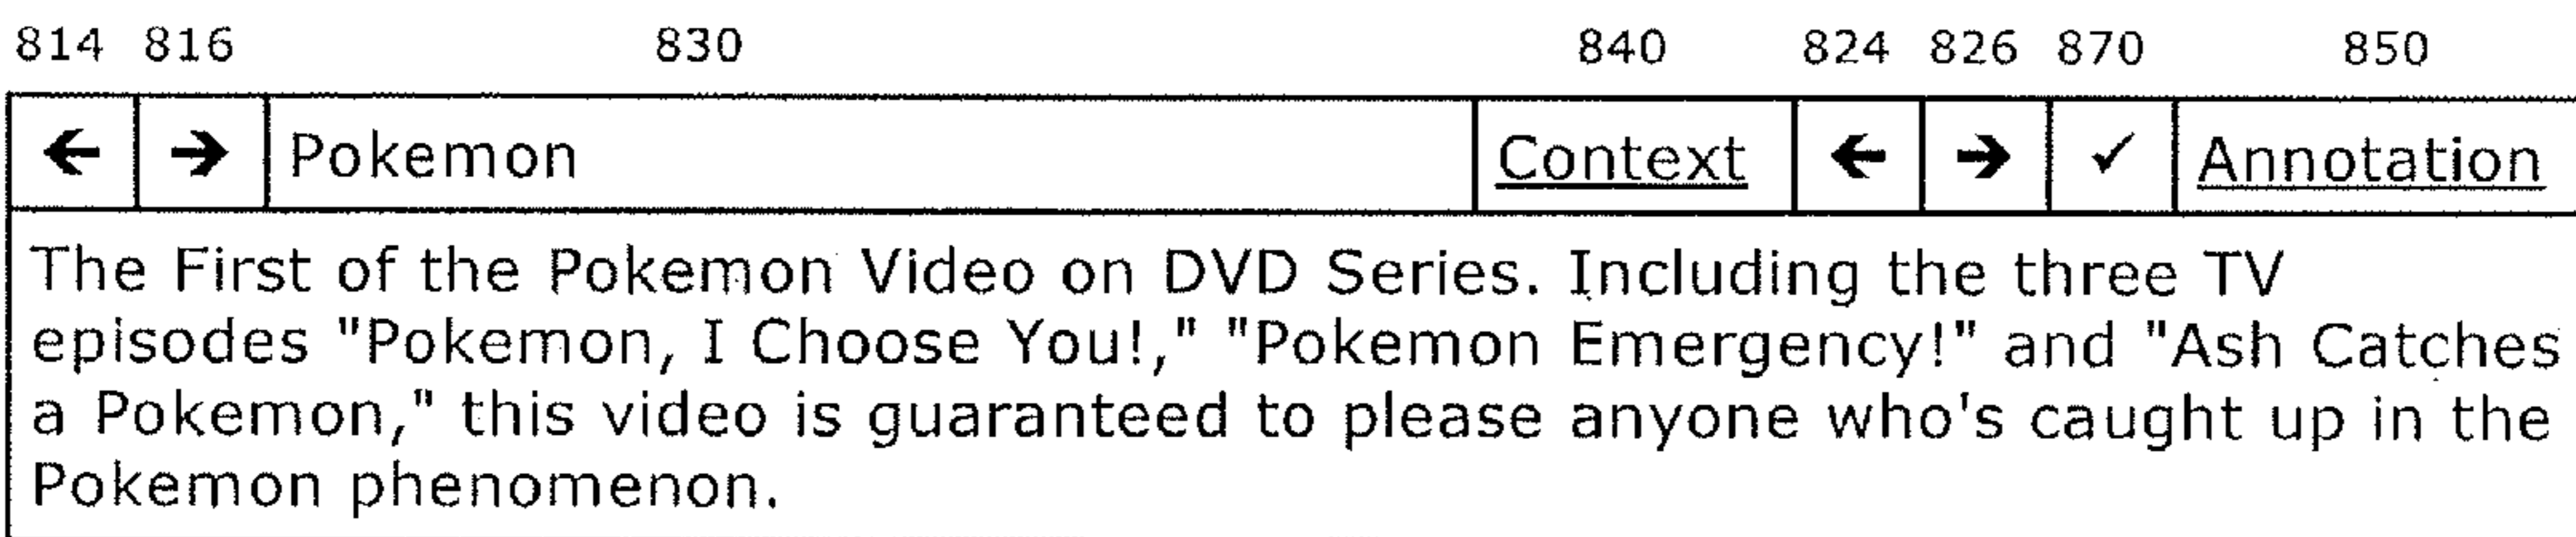 814 816 830 840 824 826 870 850
← → Pokemon Context ← → ✓ Annotation
The First of the Pokemon Video on DVD Series. Including the three TV
episodes "Pokemon, I Choose You!," "Pokemon Emergency!" and "Ash Catches
a Pokemon," this video is guaranteed to please anyone who's caught up in the
Pokemon phenomenon.